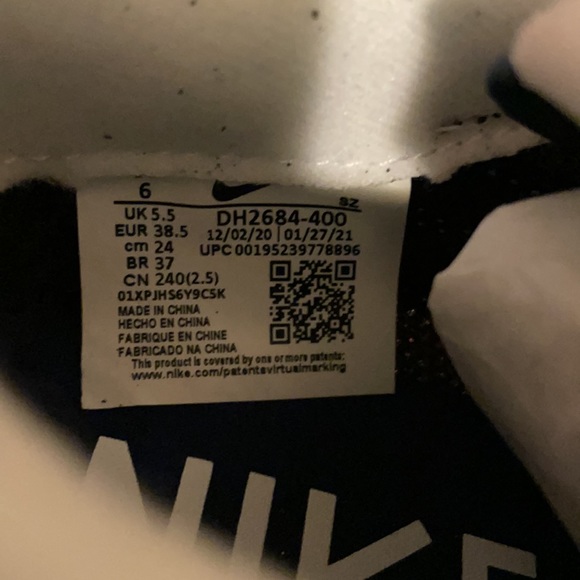 6
SZ
UK 5.5
DH2684-400
EUR 38.5
12/02/20 | 01/27/21
cm 24
UPC 00195239778896
BR 37
CN 240(2.5)
01XPJHS6Y9C5K
MADE IN CHINA
HECHO EN CHINA
FABRIQUE EN CHINE
FABRICADO NA CHINA
This product is covered by one or more patents:
www.nike.com/patentsvirtualmarking
NIKE